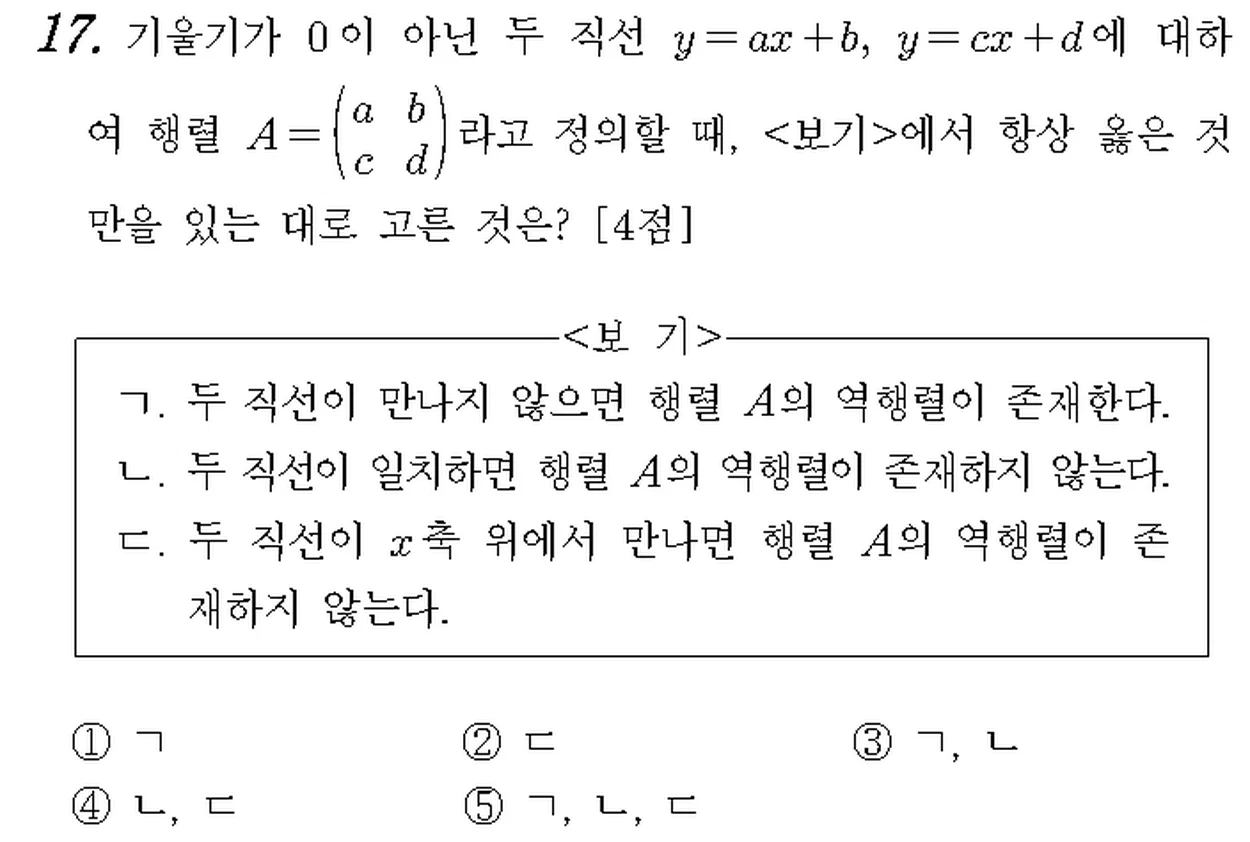 17. 기울기가 0이 아닌 두 직선 y=ax+b, y=cx+d에 대하
여 행렬 A=(a b
c d)라고 정의할 때, <보기>에서 항상 옳은 것
만을 있는 대로 고른 것은? [4점]
<보 기>
ㄱ. 두 직선이 만나지 않으면 행렬 A의 역행렬이 존재한다.
ㄴ. 두 직선이 일치하면 행렬 A의 역행렬이 존재하지 않는다.
ㄷ. 두 직선이 x축 위에서 만나면 행렬 A의 역행렬이 존
재하지 않는다.
① ㄱ ② ㄷ ③ ㄱ, ㄴ
④ ㄴ, ㄷ ⑤ ㄱ, ㄴ, ㄷ